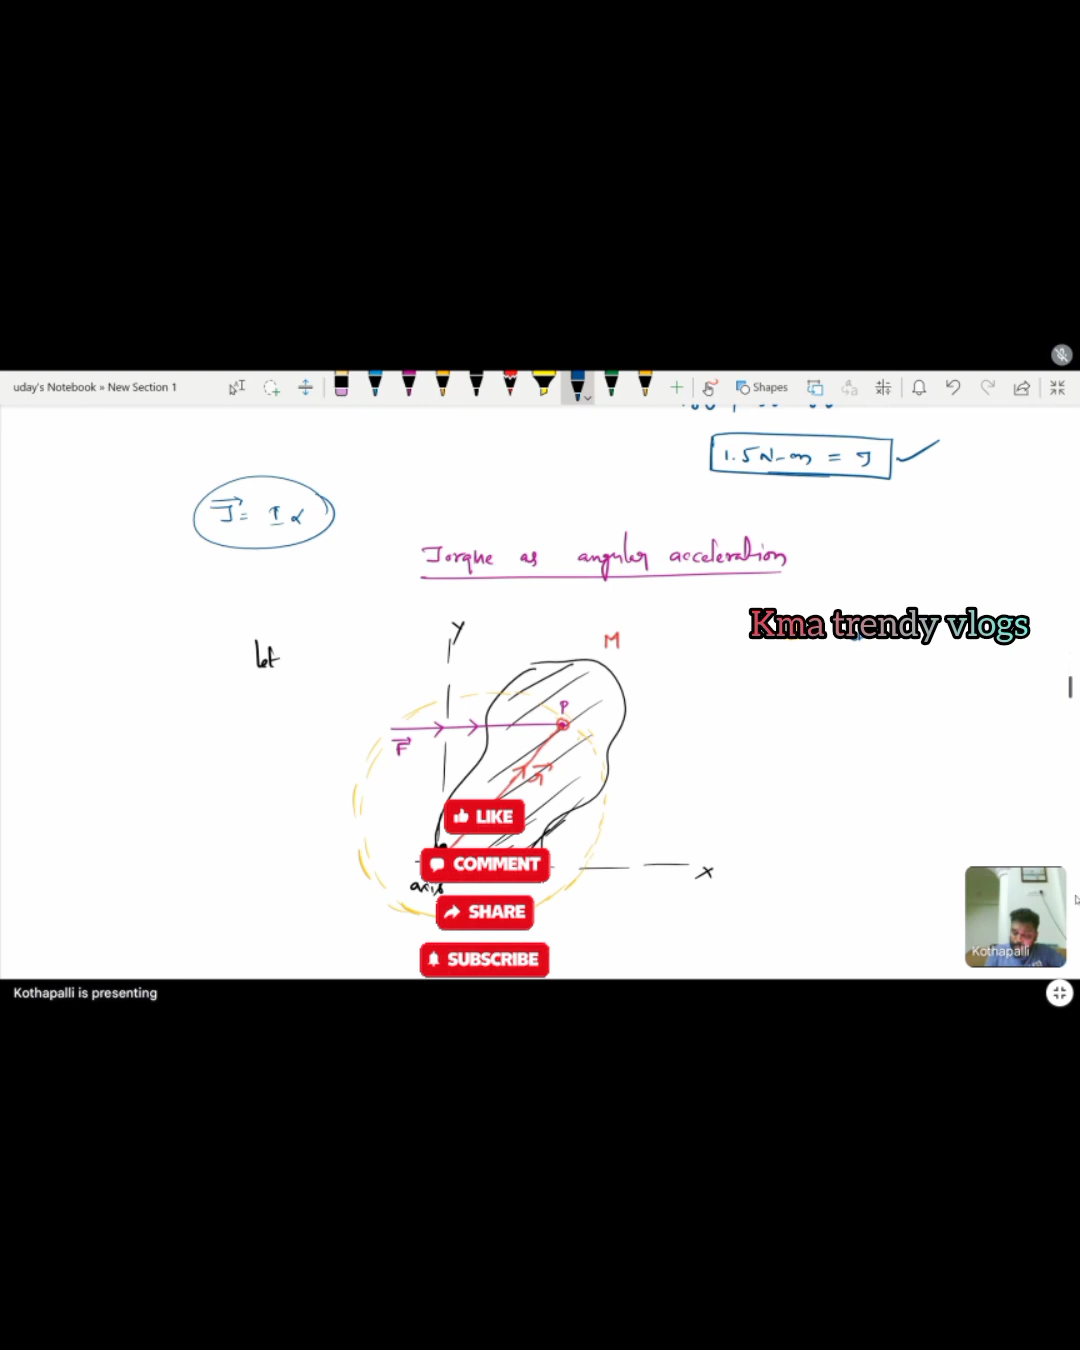 uday's Notebook » New Section 1
Shapes
1.5 N-m = J
J = I α
Torque as angular acceleration
Kma trendy vlogs
let
y
M
P
F
r
LIKE
COMMENT
x
axis
SHARE
SUBSCRIBE
Kothapalli
Kothapalli is presenting